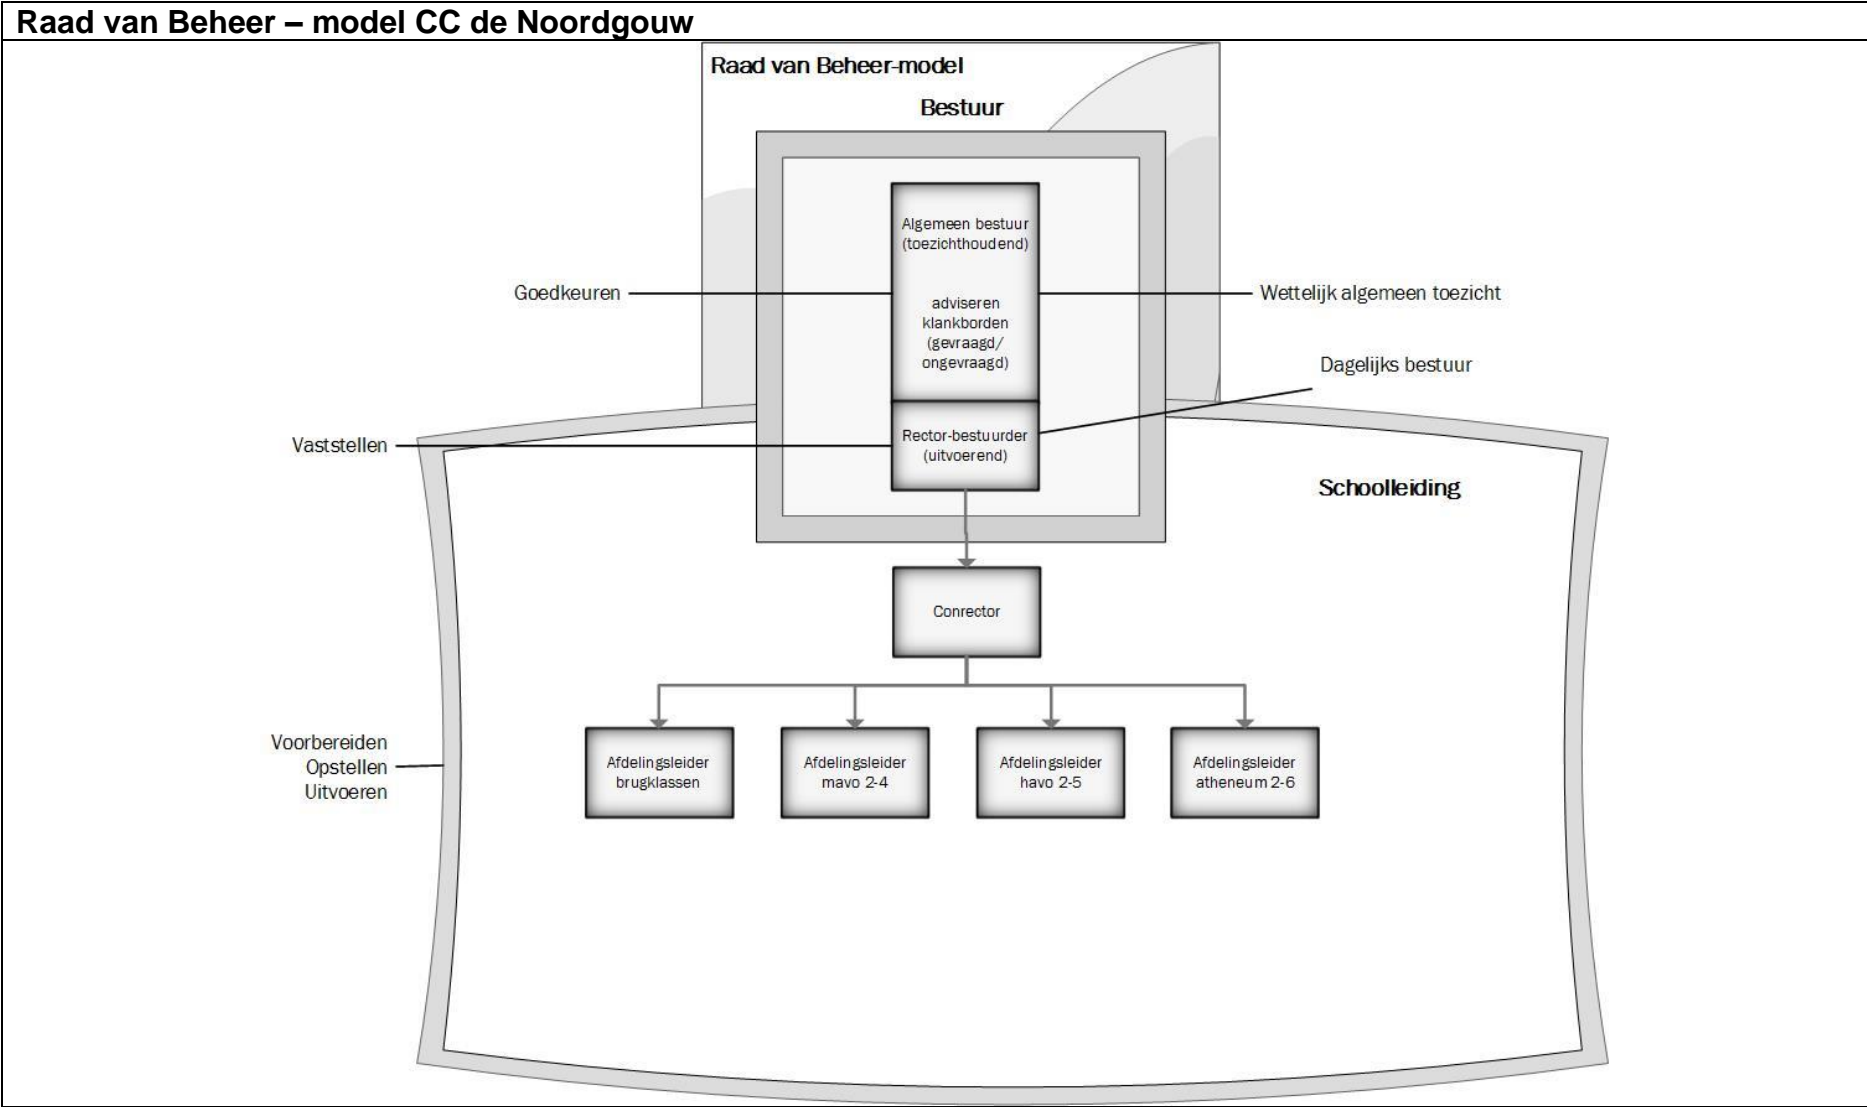 Raad van Beheer – model CC de Noordgouw
Raad van Beheer-model
Bestuur
Algemeen bestuur
(toezichthoudend)
Goedkeuren
Wettelijk algemeen toezicht
adviseren
klankborden
(gevraagd/
ongevraagd)
Dagelijks bestuur
Vaststellen
Rector-bestuurder
(uitvoerend)
Schoolleiding
Conrector
Voorbereiden
Opstellen
Uitvoeren
Afdelingsleider
brugklassen
Afdelingsleider
mavo 2-4
Afdelingsleider
havo 2-5
Afdelingsleider
atheneum 2-6